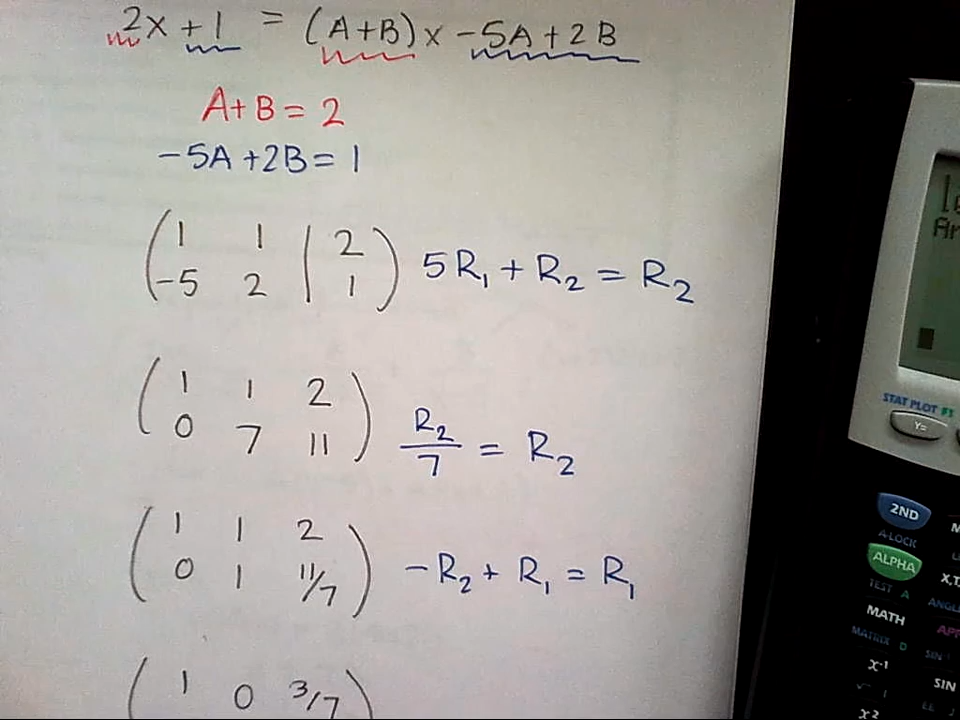 2x + 1 = (A+B)x -5A+2B
A+B = 2
-5A +2B = 1
( 1 1 | 2 )
( -5 2 | 1 ) 5R₁ + R₂ = R₂
( 1 1 2 )
( 0 7 11 ) R₂/7 = R₂
( 1 1 2 )
( 0 1 11/7 ) -R₂ + R₁ = R₁
( 1 0 3/7 )
STAT PLOT F1
Y=
2ND
A-LOCK
ALPHA
TEST A
MATH
MATRIX D
x⁻¹
SIN
x²